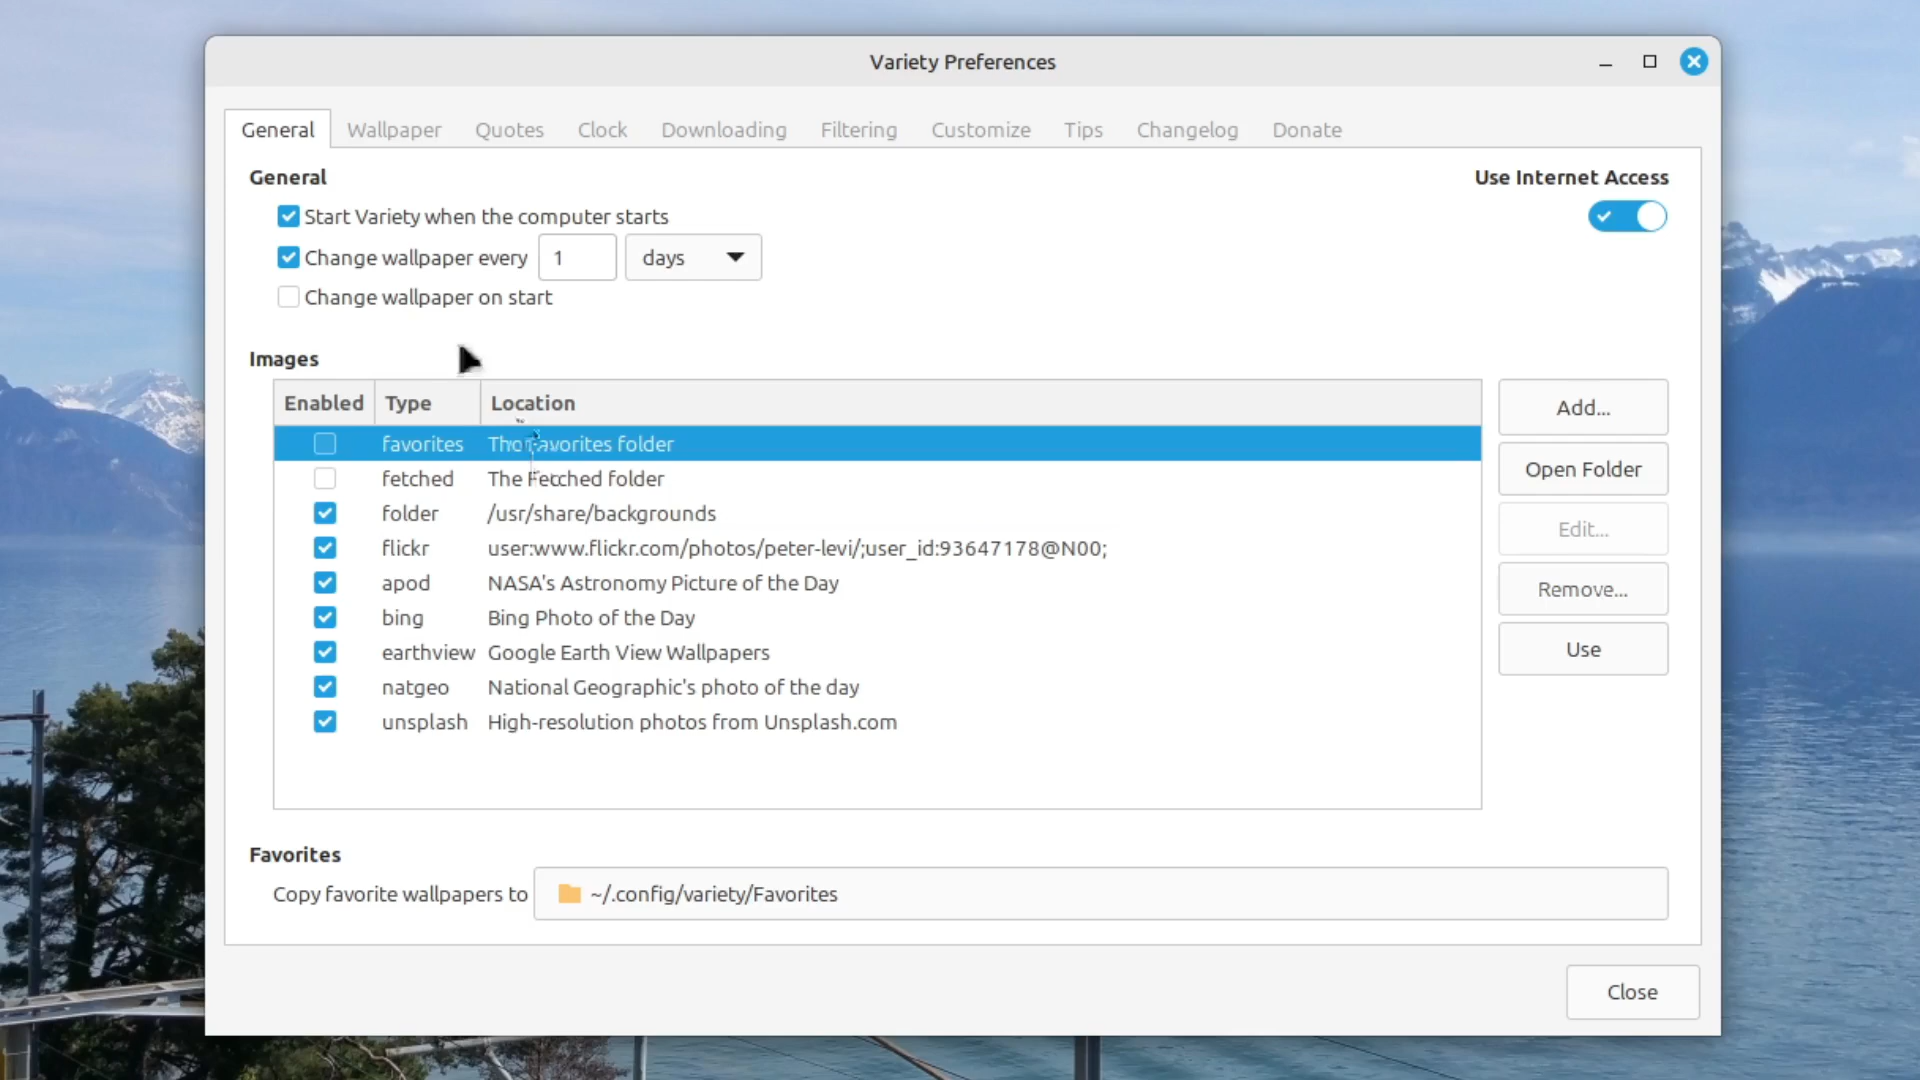 Variety Preferences
General Wallpaper Quotes Clock Downloading Filtering Customize Tips Changelog Donate
General
Use Internet Access
Start Variety when the computer starts
Change wallpaper every 1 days
Change wallpaper on start
Images
Enabled Type Location
Add...
favorites The Favorites folder
Open Folder
fetched The Fetched folder
folder /usr/share/backgrounds
Edit...
flickr user:www.flickr.com/photos/peter-levi/;user_id:93647178@N00;
apod NASA's Astronomy Picture of the Day
Remove...
bing Bing Photo of the Day
earthview Google Earth View Wallpapers
Use
natgeo National Geographic's photo of the day
unsplash High-resolution photos from Unsplash.com
Favorites
Copy favorite wallpapers to ~/.config/variety/Favorites
Close